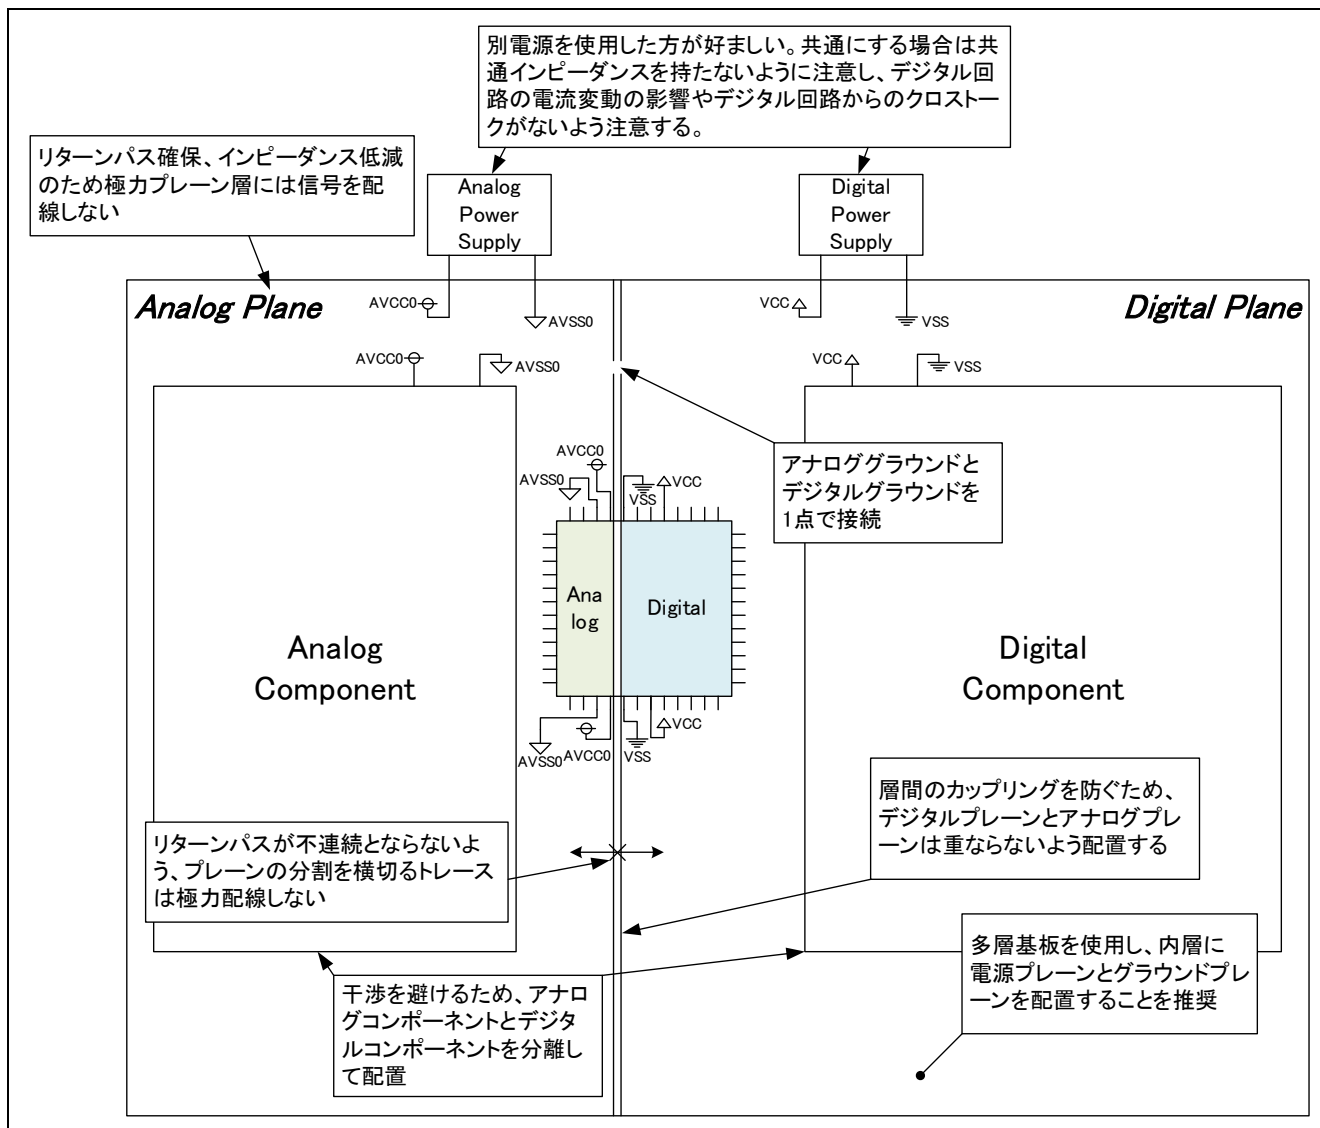 別電源を使用した方が好ましい。共通にする場合は共
通インピーダンスを持たないように注意し、デジタル回
路の電流変動の影響やデジタル回路からのクロストー
クがないよう注意する。
リターンパス確保、インピーダンス低減
のため極力プレーン層には信号を配
線しない
Analog
Power
Supply
Digital
Power
Supply
Analog Plane
AVCC0
AVSS0
VCC
VSS
Digital Plane
AVCC0
AVSS0
VCC
VSS
アナロググラウンドと
デジタルグラウンドを
1点で接続
AVCC0
AVSS0
VSS
VCC
Ana
log
Digital
Analog
Component
Digital
Component
AVSS0
AVCC0
VSS
VCC
層間のカップリングを防ぐため、
デジタルプレーンとアナログプレ
ーンは重ならないよう配置する
リターンパスが不連続とならないよ
う、プレーンの分割を横切るトレース
は極力配線しない
多層基板を使用し、内層に
電源プレーンとグラウンドプレ
ーンを配置することを推奨
干渉を避けるため、アナロ
グコンポーネントとデジタ
ルコンポーネントを分離し
て配置